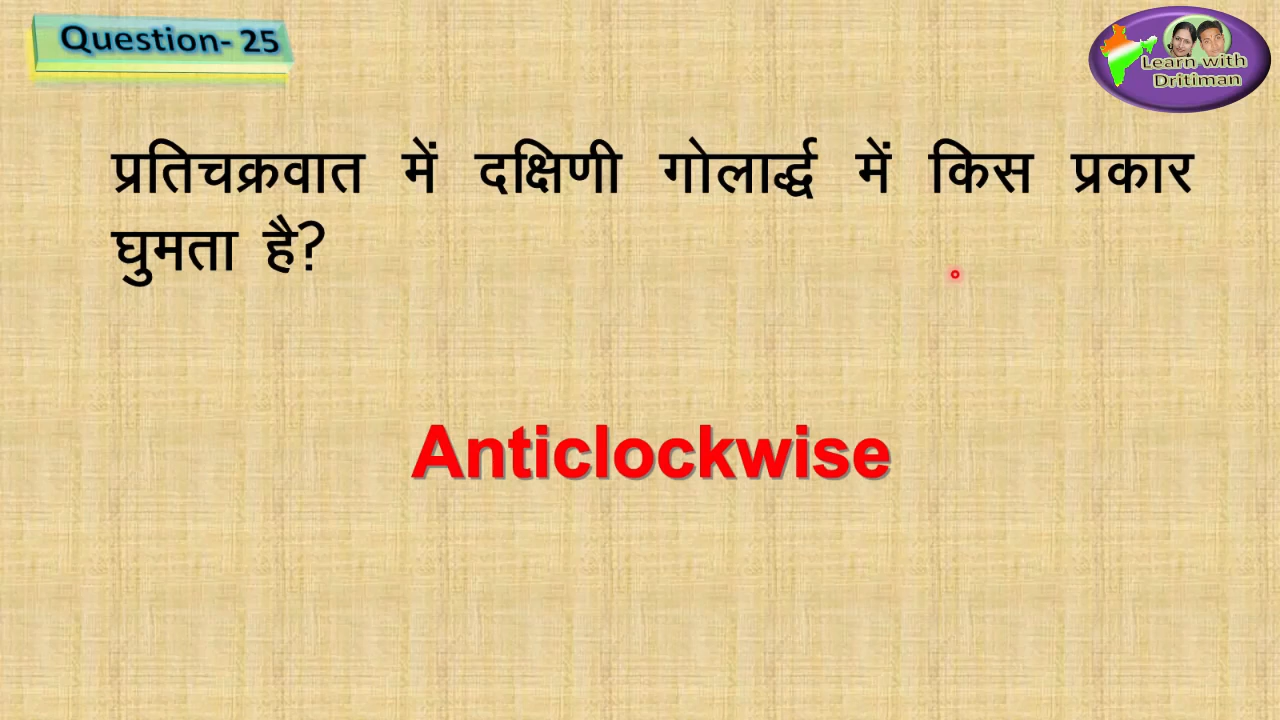 Question- 25
Learn with
Dritiman
प्रतिचक्रवात में दक्षिणी गोलार्द्ध में किस प्रकार
घुमता है?
Anticlockwise